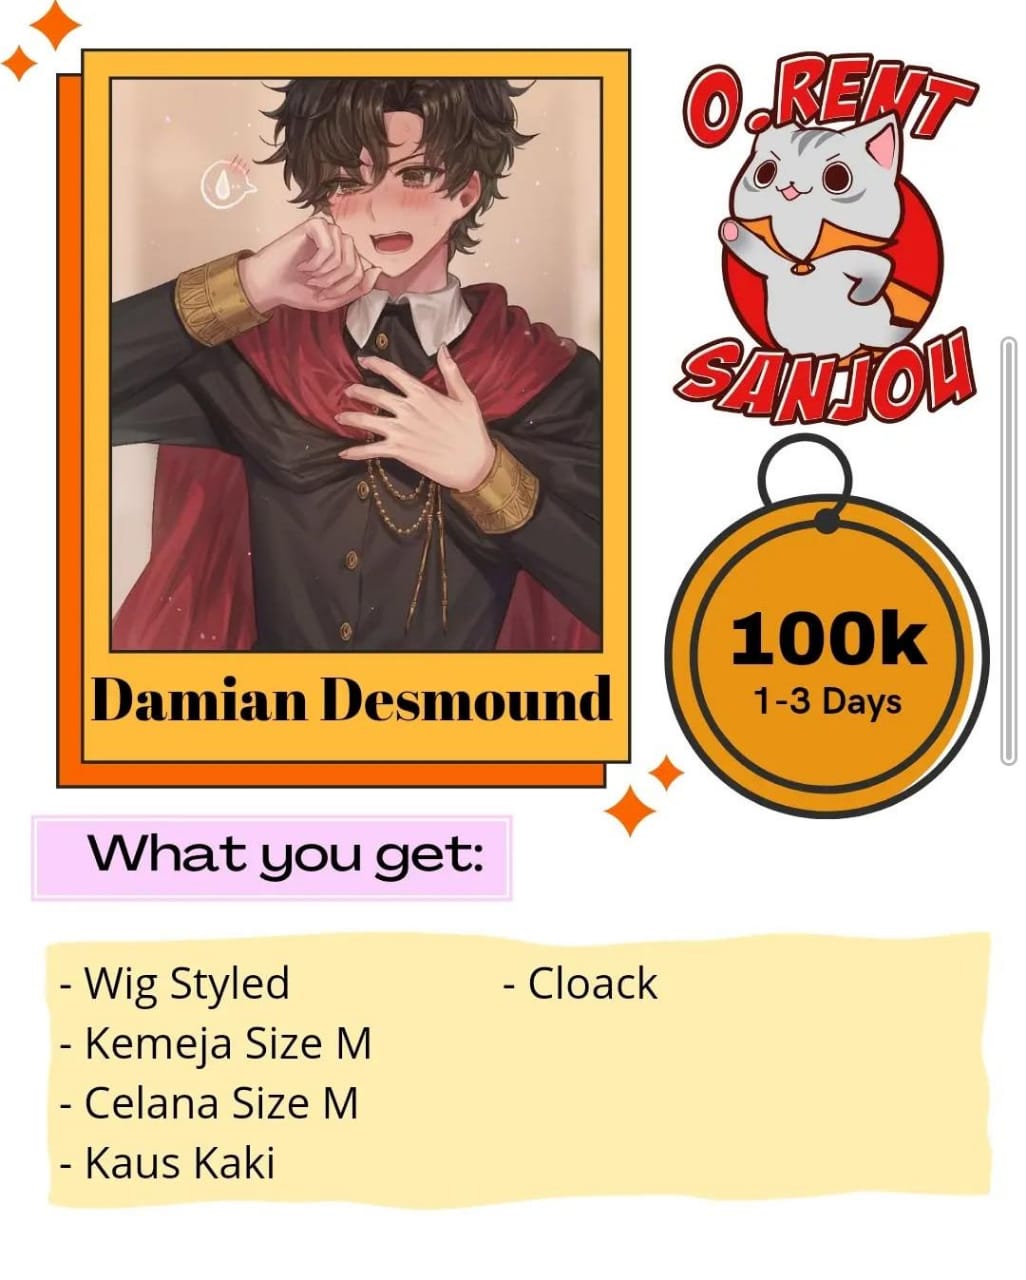 O.RENT
SANJOU
Damian Desmound
100k
1-3 Days
What you get:
- Wig Styled
- Kemeja Size M
- Celana Size M
- Kaus Kaki
- Cloack